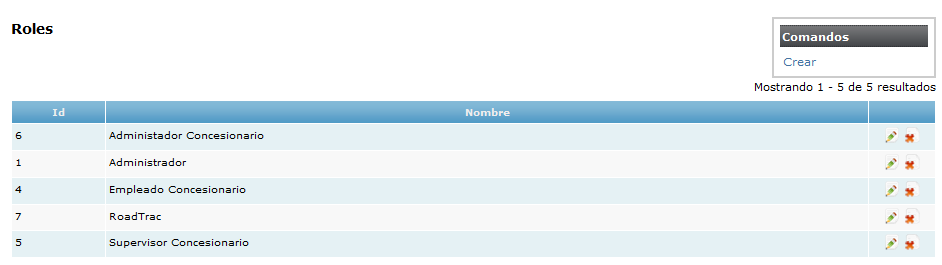 Roles
Comandos
Crear
Mostrando 1 - 5 de 5 resultados
Id Nombre
6 Administador Concesionario
1 Administrador
4 Empleado Concesionario
7 RoadTrac
5 Supervisor Concesionario